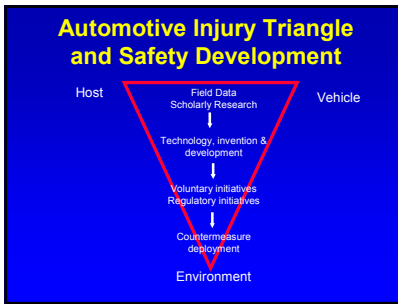 Automotive Injury Triangle
and Safety Development
Host
Vehicle
Field Data
Scholarly Research
Technology, invention &
development
Voluntary initiatives
Regulatory initiatives
Countermeasure
deployment
Environment